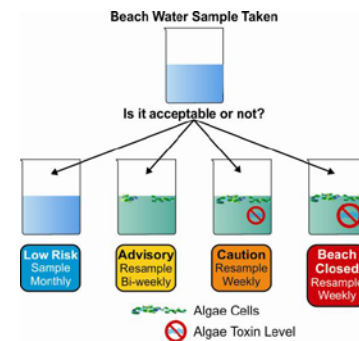 Beach Water Sample Taken
Is it acceptable or not?
Low Risk
Sample
Monthly
Advisory
Resample
Bi-weekly
Caution
Resample
Weekly
Beach
Closed
Resample
Weekly
Algae Cells
Algae Toxin Level